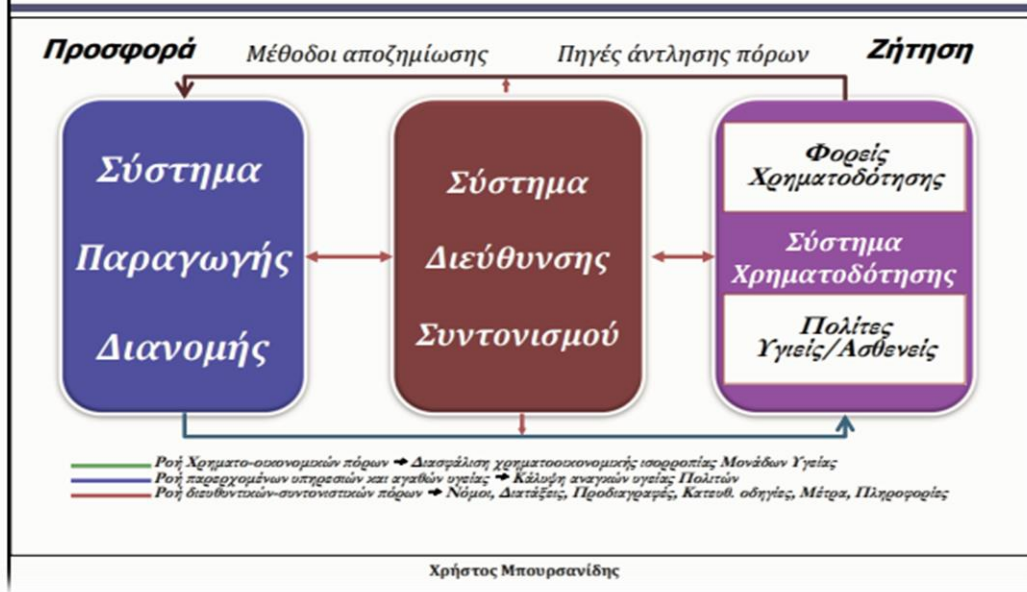 Προσφορά
Μέθοδοι αποζημίωσης
Πηγές άντλησης πόρων
Ζήτηση
Σύστημα
Παραγωγής
Διανομής
Σύστημα
Διεύθυνσης
Συντονισμού
Φορείς
Χρηματοδότησης
Σύστημα
Χρηματοδότησης
Πολίτες
Υγιείς/Ασθενείς
Ροή Χρηματο-οικονομικών πόρων → Διασφάλιση χρηματοοικονομικής ισορροπίας Μονάδων Υγείας
Ροή παρερχομένων υπηρεσιών και αγαθών υγείας → Κάλυψη αναγκών υγείας Πολιτών
Ροή διευθυντικών-συντονιστικών πόρων → Νόμοι, Διατάξεις, Προδιαγραφές, Κατευθ. οδηγίες, Μέτρα, Πληροφορίες
Χρήστος Μπουρσανίδης